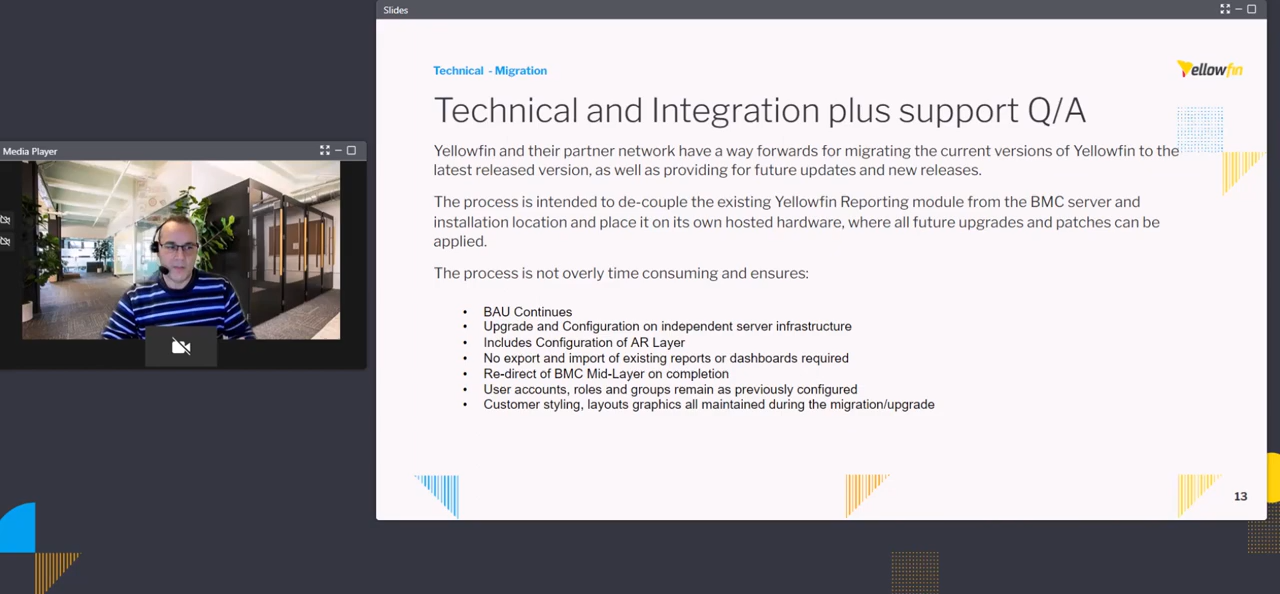 Slides
Technical - Migration
Yellowfin
Technical and Integration plus support Q/A
Yellowfin and their partner network have a way forwards for migrating the current versions of Yellowfin to the
latest released version, as well as providing for future updates and new releases.
The process is intended to de-couple the existing Yellowfin Reporting module from the BMC server and
installation location and place it on its own hosted hardware, where all future upgrades and patches can be
applied.
The process is not overly time consuming and ensures:
• BAU Continues
• Upgrade and Configuration on independent server infrastructure
• Includes Configuration of AR Layer
• No export and import of existing reports or dashboards required
• Re-direct of BMC Mid-Layer on completion
• User accounts, roles and groups remain as previously configured
• Customer styling, layouts graphics all maintained during the migration/upgrade
13
Media Player